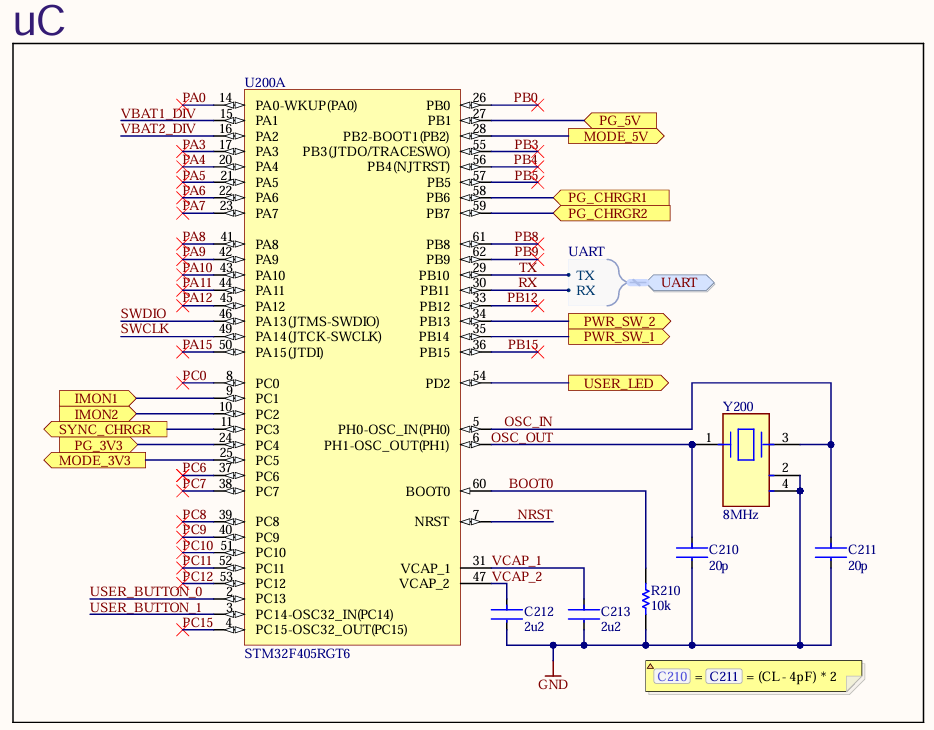 uC
U200A
PA0 14 PA0-WKUP(PA0) PB0 26 PB0
VBAT1_DIV 15 PA1 PB1 27 PG_5V
VBAT2_DIV 16 PA2 PB2-BOOT1(PB2) 28 MODE_5V
PA3 17 PA3 PB3(JTDO/TRACESWO) 55 PB3
PA4 20 PA4 PB4(NJTRST) 56 PB4
PA5 21 PA5 PB5 57 PB5
PA6 22 PA6 PB6 58 PG_CHRGR1
PA7 23 PA7 PB7 59 PG_CHRGR2
PA8 41 PA8 PB8 61 PB8
PA9 42 PA9 PB9 62 PB9 UART
PA10 43 PA10 PB10 29 TX TX
PA11 44 PA11 PB11 30 RX RX UART
PA12 45 PA12 PB12 33 PB12
SWDIO 46 PA13(JTMS-SWDIO) PB13 34 PWR_SW_2
SWCLK 49 PA14(JTCK-SWCLK) PB14 35 PWR_SW_1
PA15 50 PA15(JTDI) PB15 36 PB15
PC0 8 PC0 PD2 54 USER_LED
IMON1 9 PC1
IMON2 10 PC2
SYNC_CHRGR 11 PC3 PH0-OSC_IN(PH0) 5 OSC_IN
PG_3V3 24 PC4 PH1-OSC_OUT(PH1) 6 OSC_OUT
MODE_3V3 25 PC5
PC6 37 PC6
PC7 38 PC7 BOOT0 60 BOOT0
PC8 39 PC8 NRST 7 NRST
PC9 40 PC9
PC10 51 PC10
PC11 52 PC11 VCAP_1 31 VCAP_1
PC12 53 PC12 VCAP_2 47 VCAP_2
USER_BUTTON_0 2 PC13
USER_BUTTON_1 3 PC14-OSC32_IN(PC14)
PC15 4 PC15-OSC32_OUT(PC15)
STM32F405RGT6
Y200
1 3
2
4
8MHz
C210
20p
C211
20p
R210
10k
C212
2u2
C213
2u2
GND
C210 = C211 = (CL - 4pF) * 2